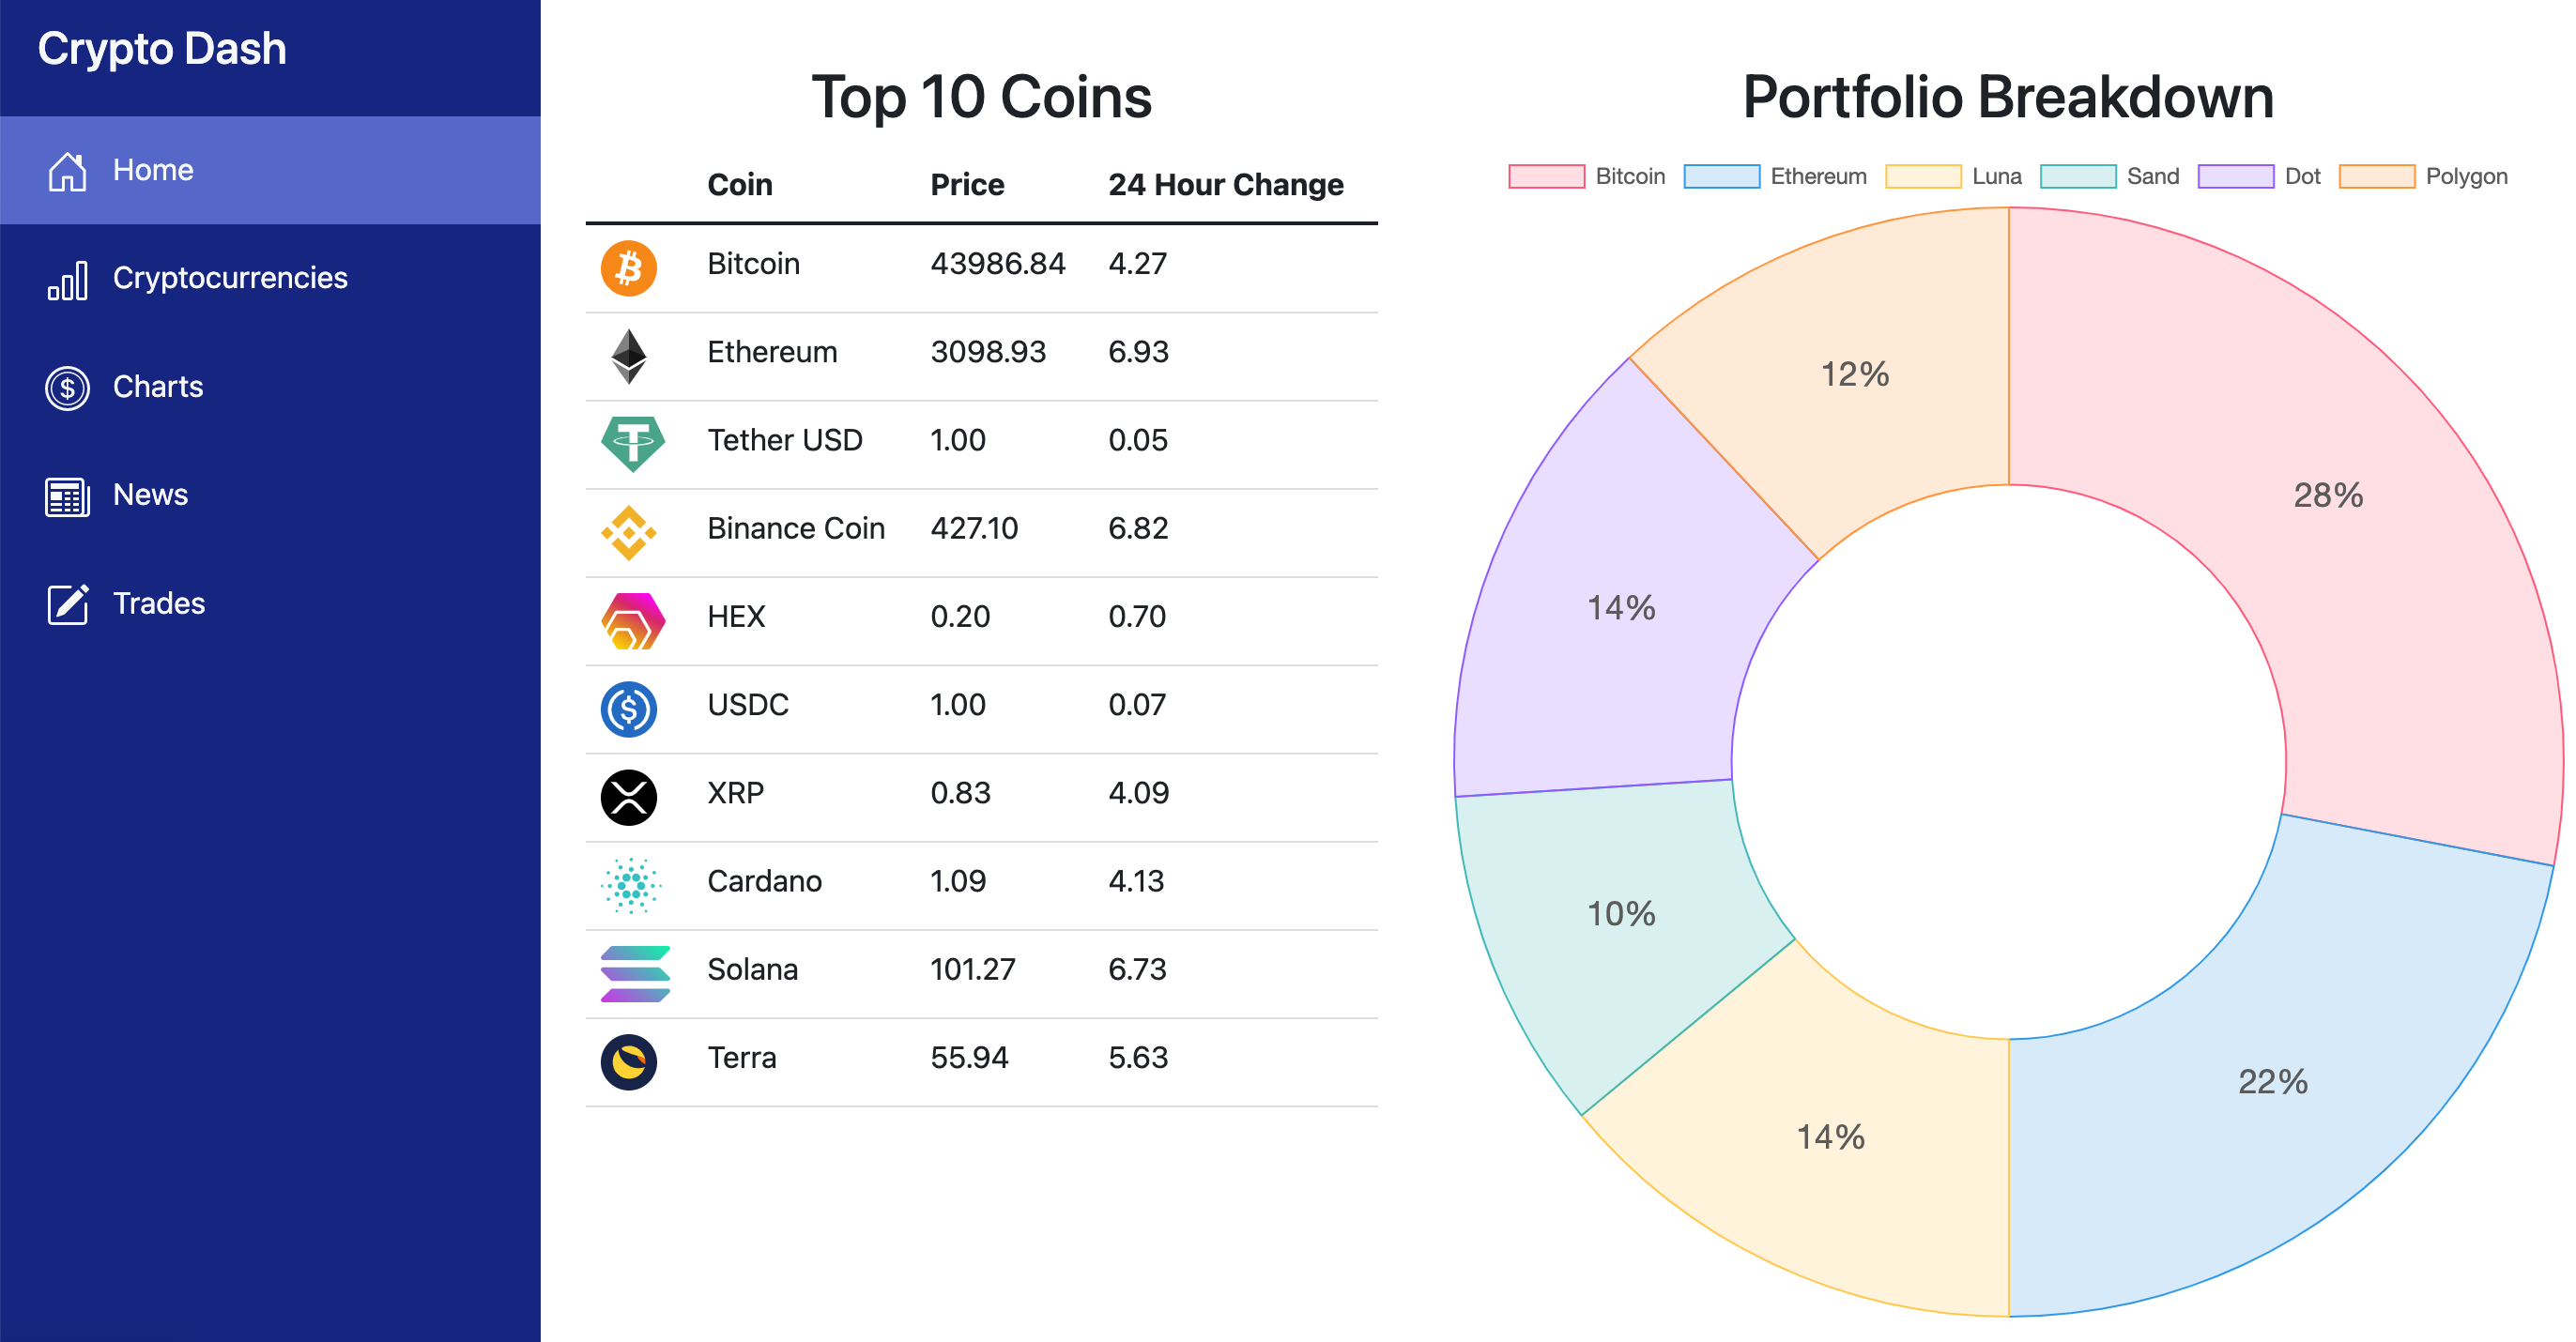 Crypto Dash
Home
Cryptocurrencies
Charts
News
Trades
Top 10 Coins
Coin Price 24 Hour Change
Bitcoin 43986.84 4.27
Ethereum 3098.93 6.93
Tether USD 1.00 0.05
Binance Coin 427.10 6.82
HEX 0.20 0.70
USDC 1.00 0.07
XRP 0.83 4.09
Cardano 1.09 4.13
Solana 101.27 6.73
Terra 55.94 5.63
Portfolio Breakdown
Bitcoin Ethereum Luna Sand Dot Polygon
12%
28%
14%
10%
22%
14%